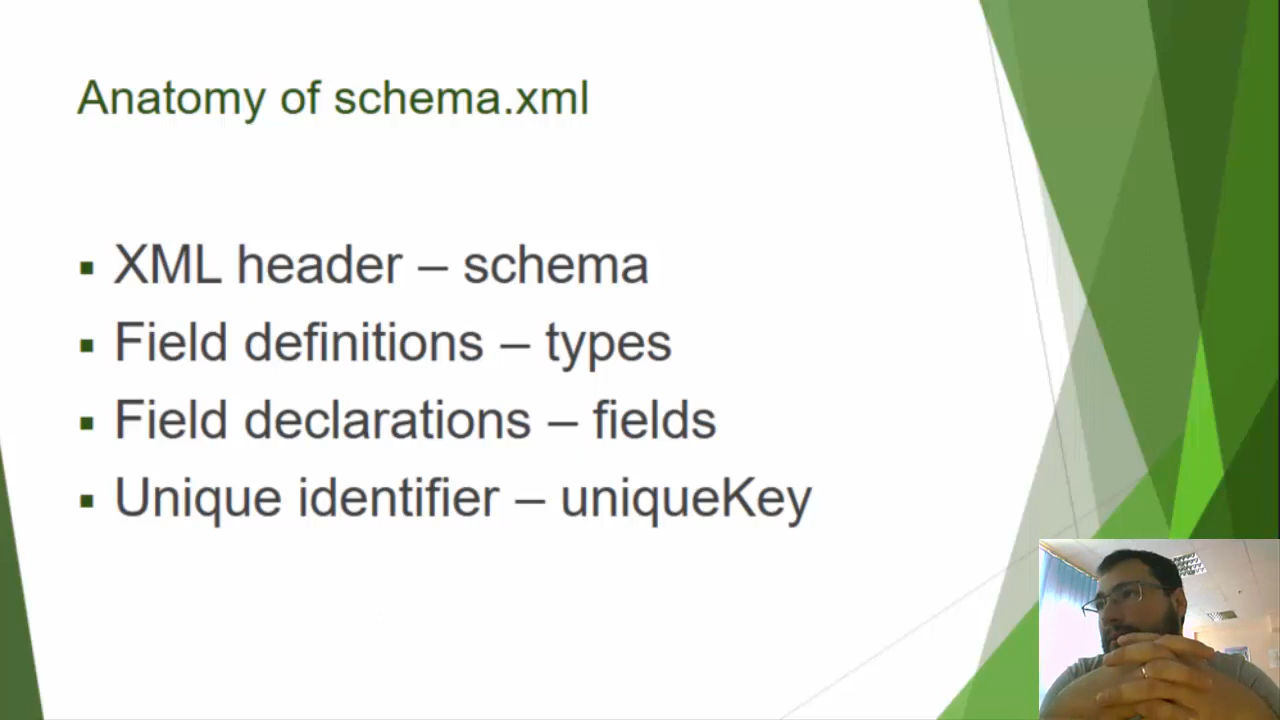 Anatomy of schema.xml
XML header – schema
Field definitions – types
Field declarations – fields
Unique identifier – uniqueKey